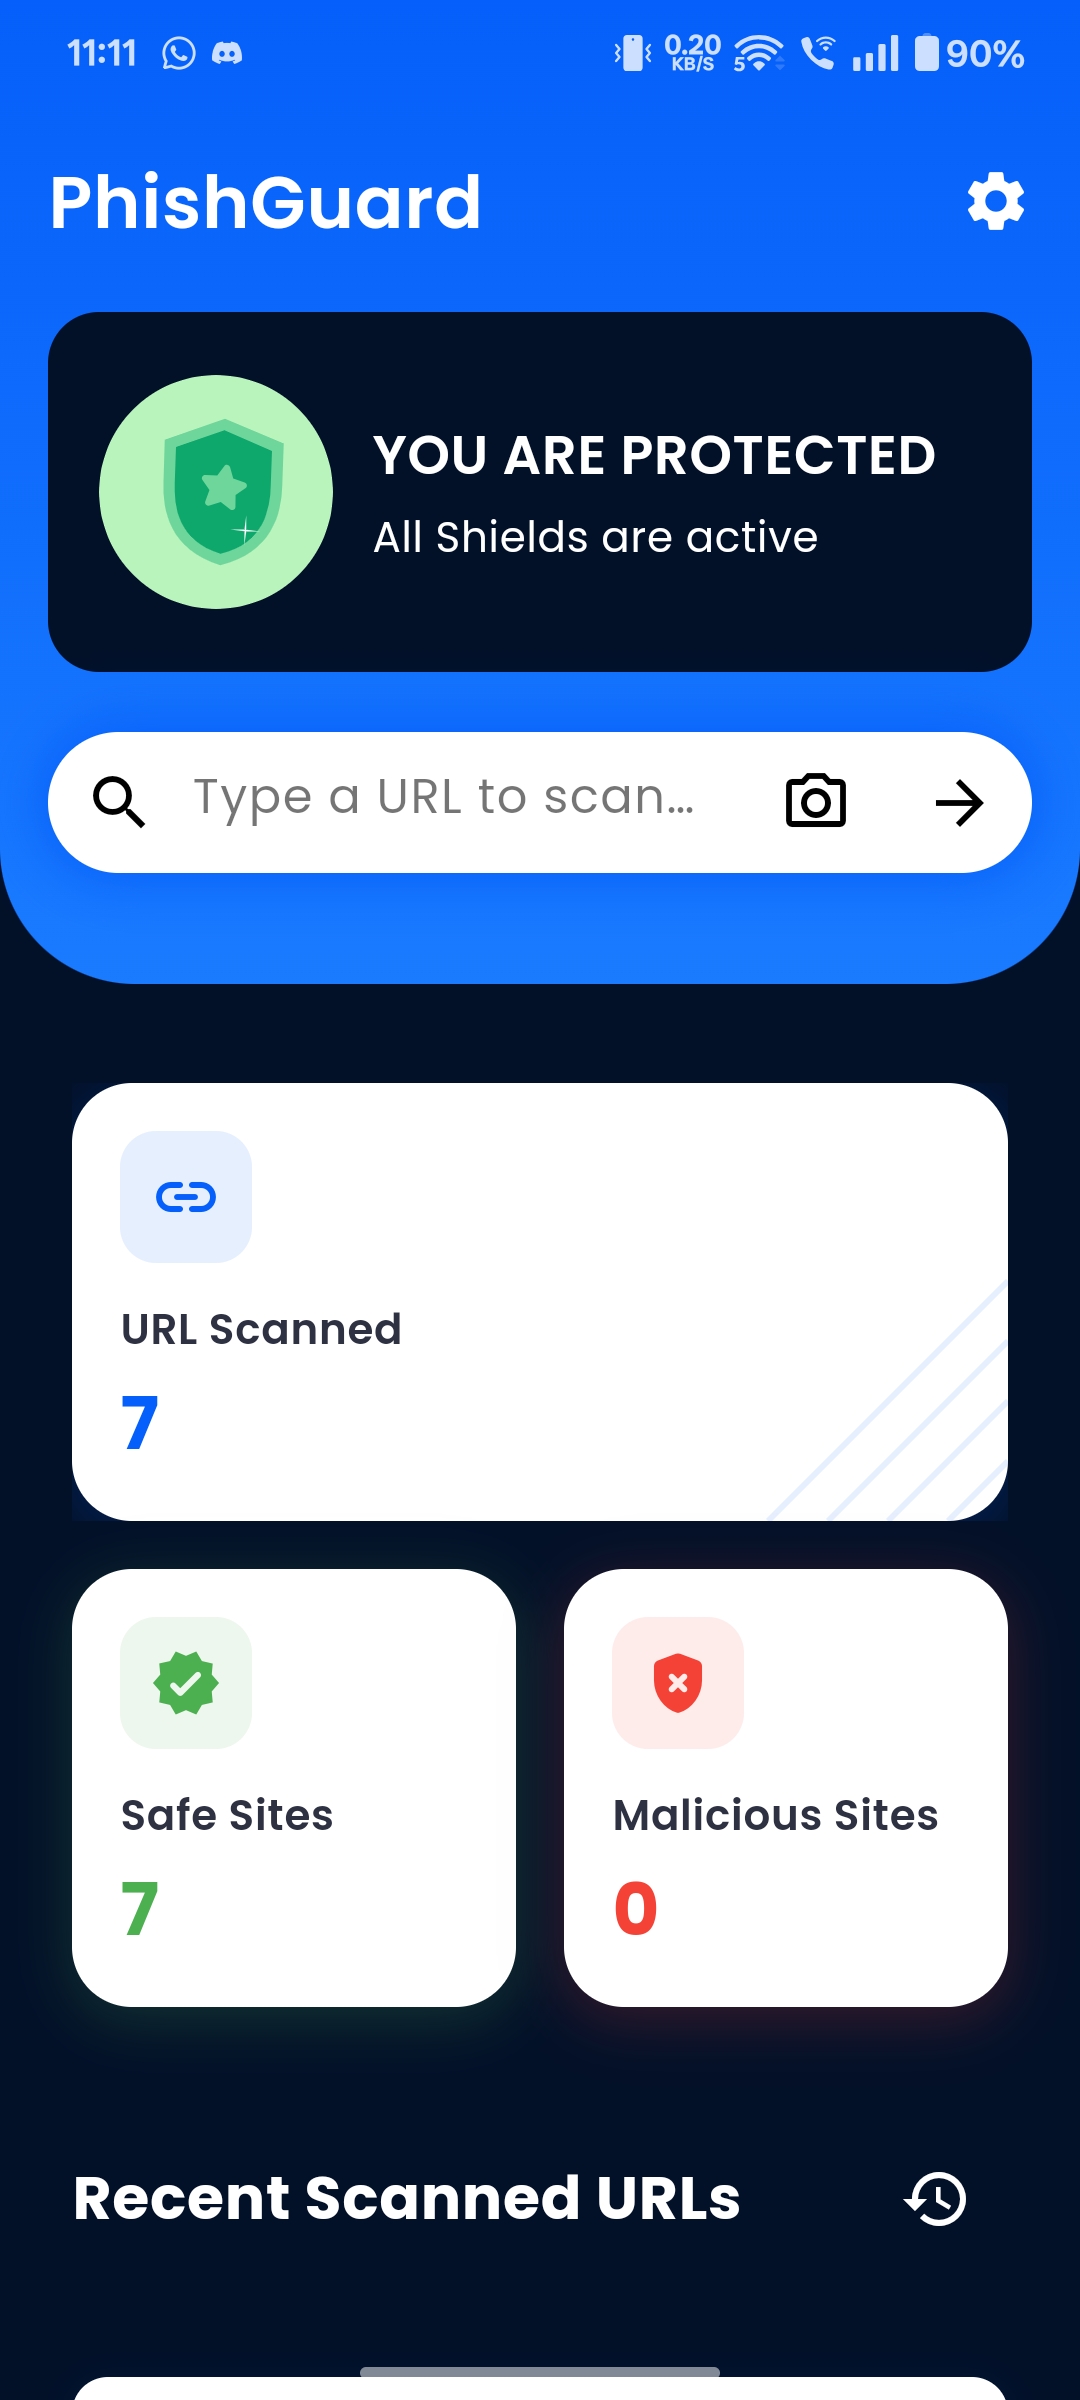 11:11
0.20
KB/S
5
90%
PhishGuard
YOU ARE PROTECTED
All Shields are active
Type a URL to scan...
URL Scanned
7
Safe Sites
7
Malicious Sites
0
Recent Scanned URLs